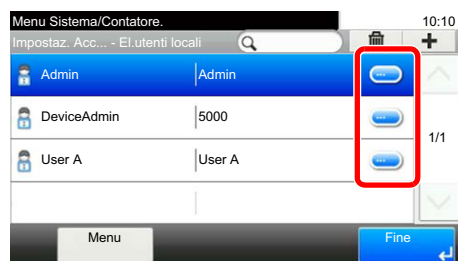 Menu Sistema/Contatore. 10:10
Impostaz. Acc... - El.utenti locali
Admin Admin
DeviceAdmin 5000
1/1
User A User A
Menu Fine